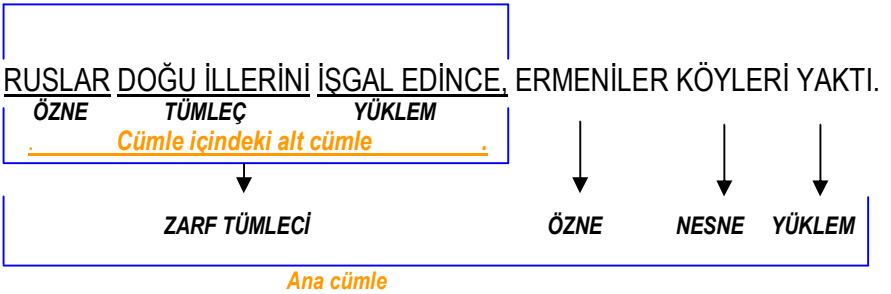 RUSLAR DOĞU İLLERİNİ İŞGAL EDİNCE, ERMENİLER KÖYLERİ YAKTI.
ÖZNE TÜMLEÇ YÜKLEM
. Cümle içindeki alt cümle .
ZARF TÜMLECİ ÖZNE NESNE YÜKLEM
Ana cümle